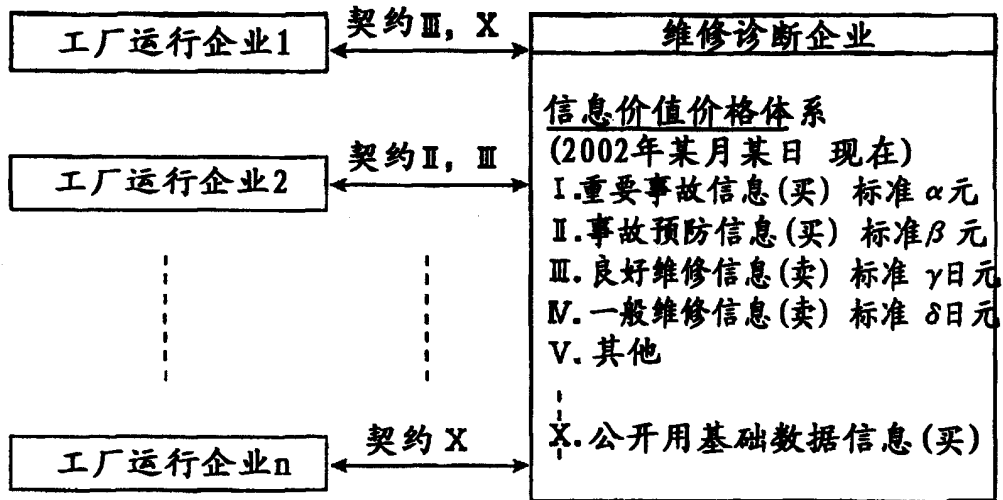 工厂运行企业1
契约Ⅲ, X
维修诊断企业
信息价值价格体系
(2002年某月某日 现在)
Ⅰ.重要事故信息(买) 标准 α元
工厂运行企业2
契约Ⅱ, Ⅲ
Ⅱ.事故预防信息(买) 标准β 元
Ⅲ.良好维修信息(卖) 标准 γ日元
Ⅳ.一般维修信息(卖) 标准 δ日元
Ⅴ.其他
工厂运行企业n
契约 X
X.公开用基础数据信息(买)